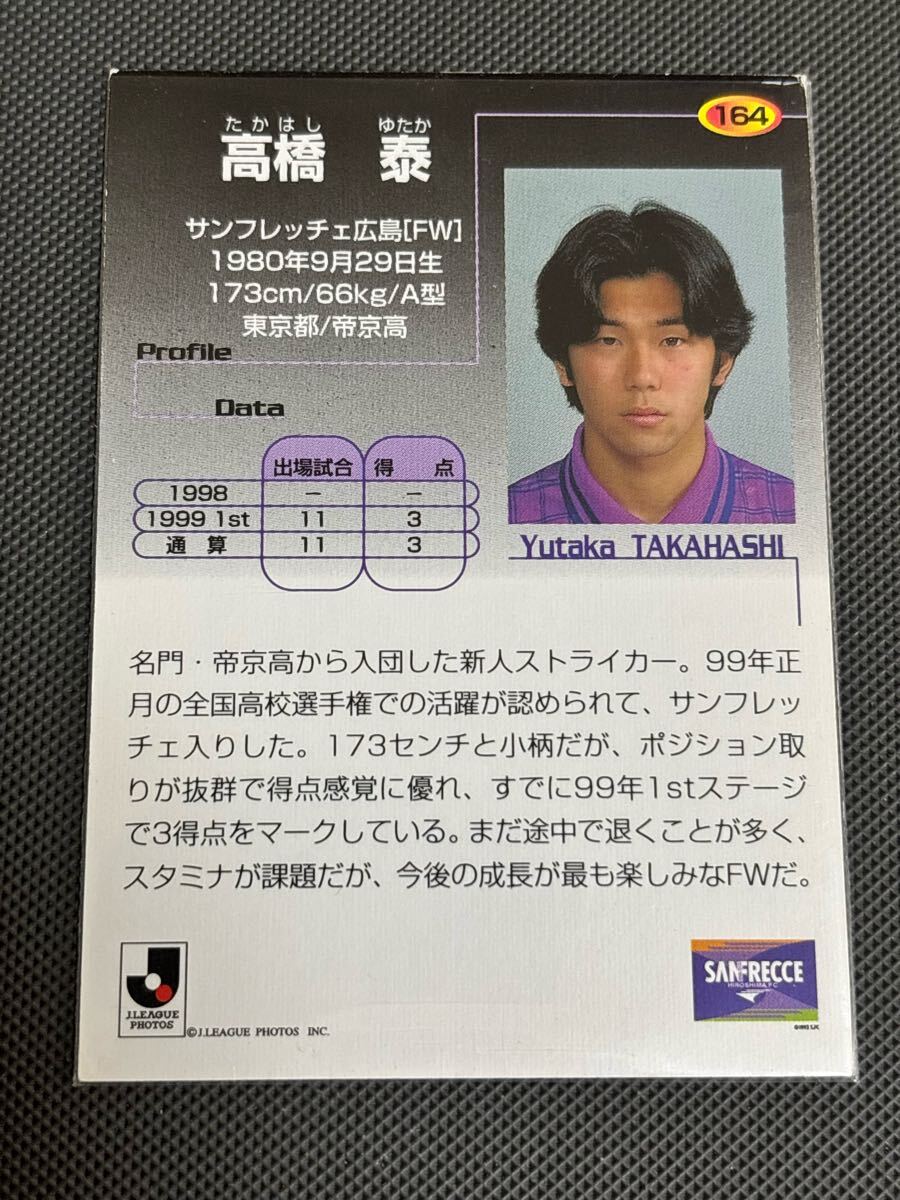 164
たかはし ゆたか
高橋 泰
サンフレッチェ広島[FW]
1980年9月29日生
173cm/66kg/A型
東京都/帝京高
Profile
Data
出場試合 得 点
1998 – –
1999 1st 11 3
通 算 11 3
Yutaka TAKAHASHI
名門・帝京高から入団した新人ストライカー。99年正
月の全国高校選手権での活躍が認められて、サンフレッ
チェ入りした。173センチと小柄だが、ポジション取
りが抜群で得点感覚に優れ、すでに99年1stステージ
で3得点をマークしている。まだ途中で退くことが多く、
スタミナが課題だが、今後の成長が最も楽しみなFWだ。
J.LEAGUE
PHOTOS
©J.LEAGUE PHOTOS INC.
SANFRECCE
HIROSHIMA F.C